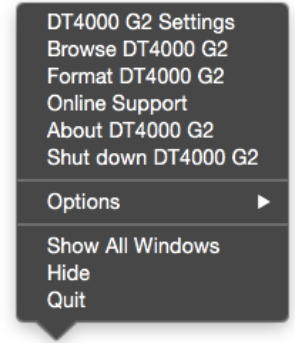 DT4000 G2 Settings
Browse DT4000 G2
Format DT4000 G2
Online Support
About DT4000 G2
Shut down DT4000 G2
Options
Show All Windows
Hide
Quit